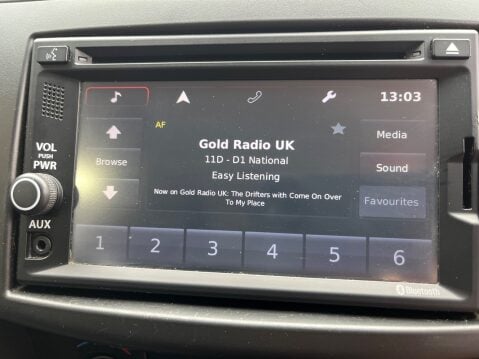 13:03
VOL
PUSH
PWR
AUX
AF
Gold Radio UK
11D - D1 National
Easy Listening
Now on Gold Radio UK: The Drifters with Come On Over
To My Place
Browse
Media
Sound
Favourites
1 2 3 4 5 6
Bluetooth